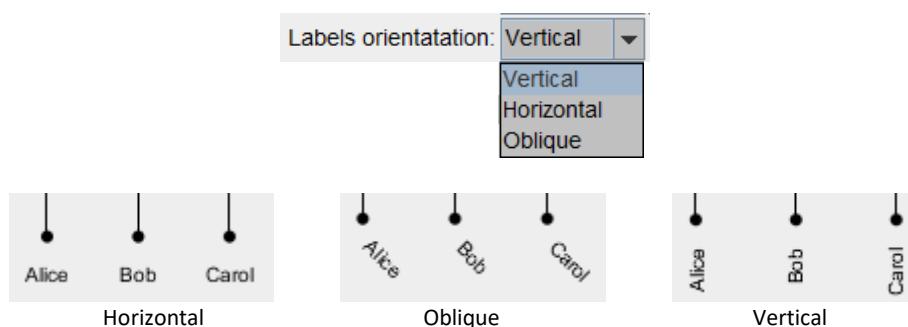 Labels orientatation: Vertical
Vertical
Horizontal
Oblique
Alice Bob Carol
Alice Bob Carol
Alice Bob Carol
Horizontal Oblique Vertical